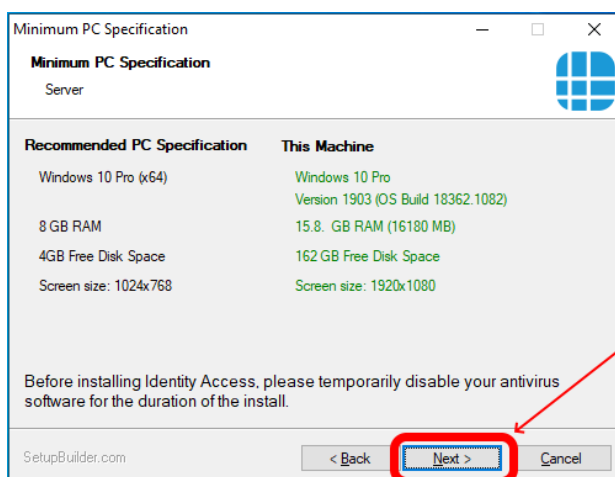 Minimum PC Specification
Minimum PC Specification
Server
Recommended PC Specification This Machine
Windows 10 Pro (x64) Windows 10 Pro
Version 1903 (OS Build 18362.1082)
8 GB RAM 15.8. GB RAM (16180 MB)
4GB Free Disk Space 162 GB Free Disk Space
Screen size: 1024x768 Screen size: 1920x1080
Before installing Identity Access, please temporarily disable your antivirus
software for the duration of the install.
SetupBuilder.com < Back Next > Cancel